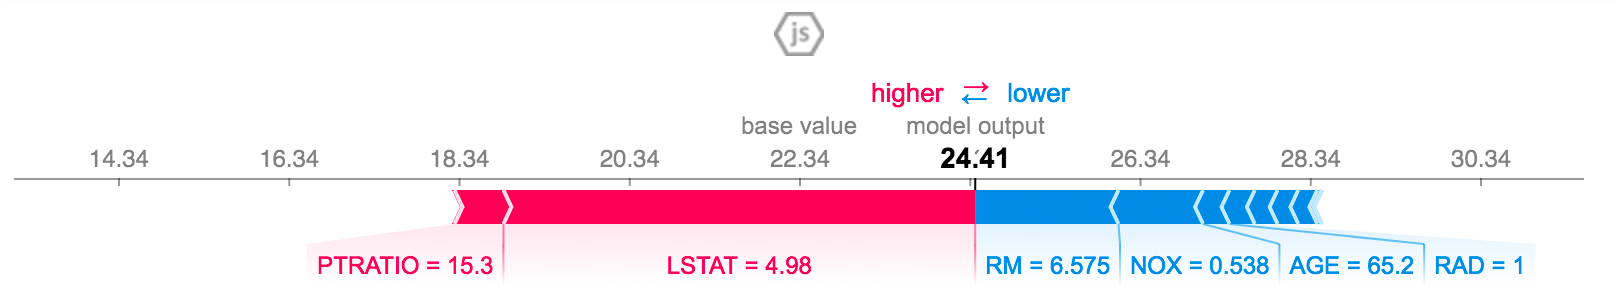 js
higher ⇄ lower
base value model output
14.34 16.34 18.34 20.34 22.34 24.41 26.34 28.34 30.34
PTRATIO = 15.3 LSTAT = 4.98 RM = 6.575 NOX = 0.538 AGE = 65.2 RAD = 1